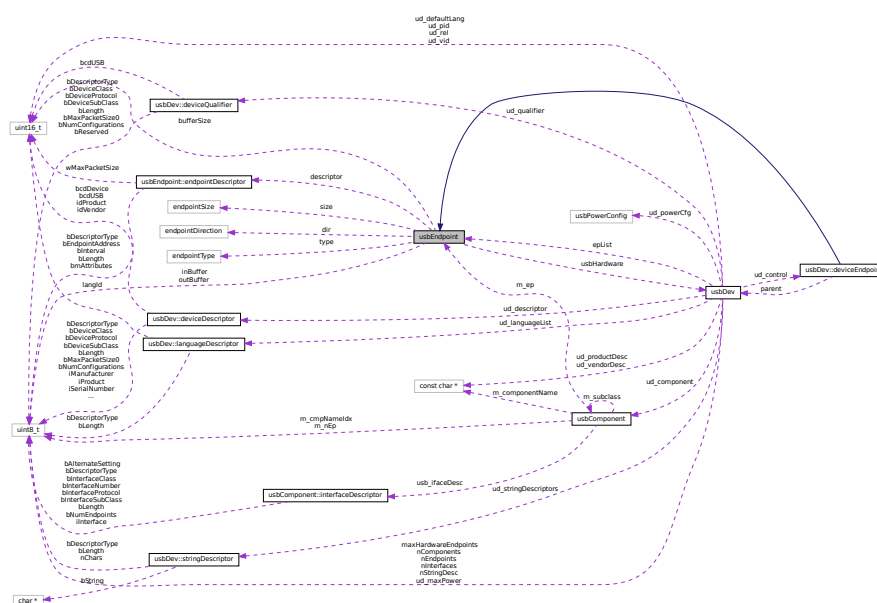 ud_defaultLang
ud_pid
ud_rel
ud_vid
bcdUSB
bDescriptorType
bDeviceClass
bDeviceProtocol
bDeviceSubClass
bLength
bMaxPacketSize0
bNumConfigurations
bReserved
usbDev::deviceQualifier
ud_qualifier
bufferSize
uint16_t
wMaxPacketSize
usbEndpoint::endpointDescriptor
descriptor
bcdDevice
bcdUSB
idProduct
idVendor
endpointSize
size
usbPowerConfig
ud_powerCfg
endpointDirection
dir
usbEndpoint
bDescriptorType
bEndpointAddress
bInterval
bLength
bmAttributes
endpointType
type
epList
usbHardware
inBuffer
outBuffer
langId
m_ep
usbDev
ud_control
parent
usbDev::deviceEndpoi
ud_descriptor
usbDev::deviceDescriptor
ud_languageList
usbDev::languageDescriptor
bDescriptorType
bDeviceClass
bDeviceProtocol
bDeviceSubClass
bLength
bMaxPacketSize0
bNumConfigurations
iManufacturer
iProduct
iSerialNumber
...
ud_productDesc
ud_vendorDesc
const char *
m_componentName
m_subclass
ud_component
usbComponent
bDescriptorType
bLength
m_cmpNameIdx
m_nEp
uint8_t
bAlternateSetting
bDescriptorType
bInterfaceClass
bInterfaceNumber
bInterfaceProtocol
bInterfaceSubClass
bLength
bNumEndpoints
iInterface
usb_ifaceDesc
ud_stringDescriptors
usbComponent::interfaceDescriptor
bDescriptorType
bLength
nChars
usbDev::stringDescriptor
maxHardwareEndpoints
nComponents
nEndpoints
nInterfaces
nStringDesc
ud_maxPower
bString
char *